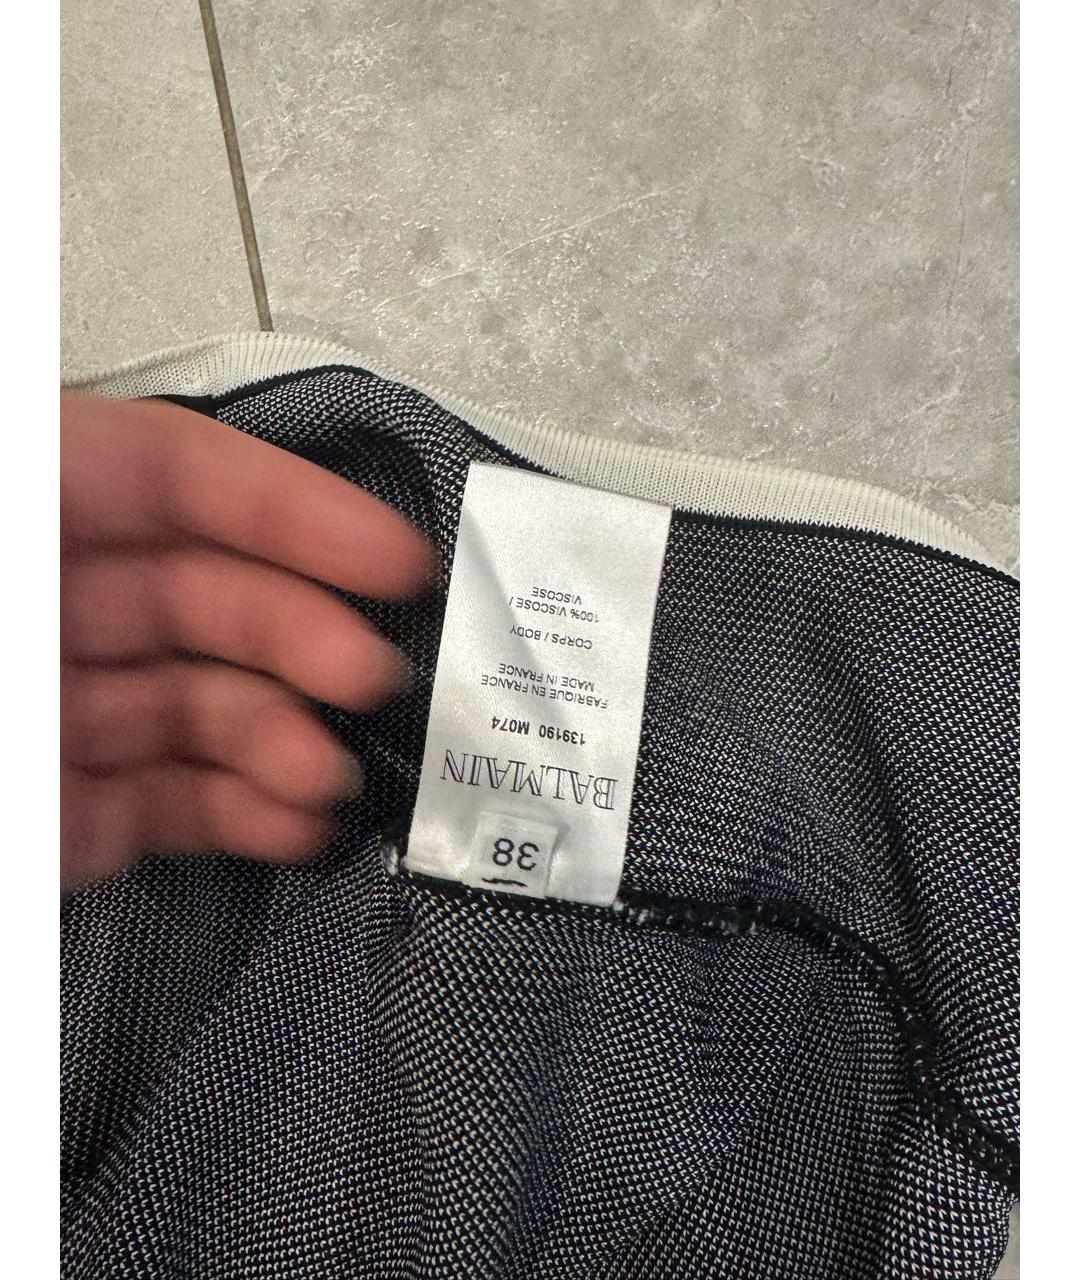 38
BALMAIN
139190 M074
FABRIQUE EN FRANCE
MADE IN FRANCE
CORPS / BODY
100% VISCOSE /
VISCOSE